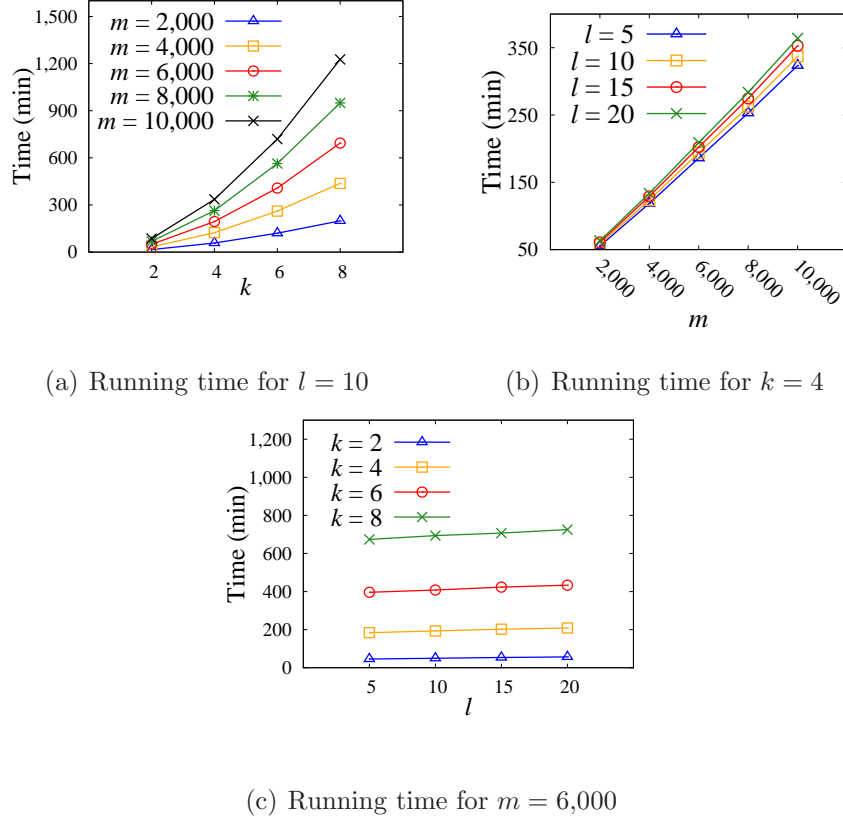 1,500
1,200
900
600
300
0
Time (min)
m = 2,000
m = 4,000
m = 6,000
m = 8,000
m = 10,000
2 4 6 8
k
(a) Running time for l = 10
350
250
150
50
Time (min)
l = 5
l = 10
l = 15
l = 20
2,000 4,000 6,000 8,000 10,000
m
(b) Running time for k = 4
1,200
1,000
800
600
400
200
0
Time (min)
k = 2
k = 4
k = 6
k = 8
5 10 15 20
l
(c) Running time for m = 6,000